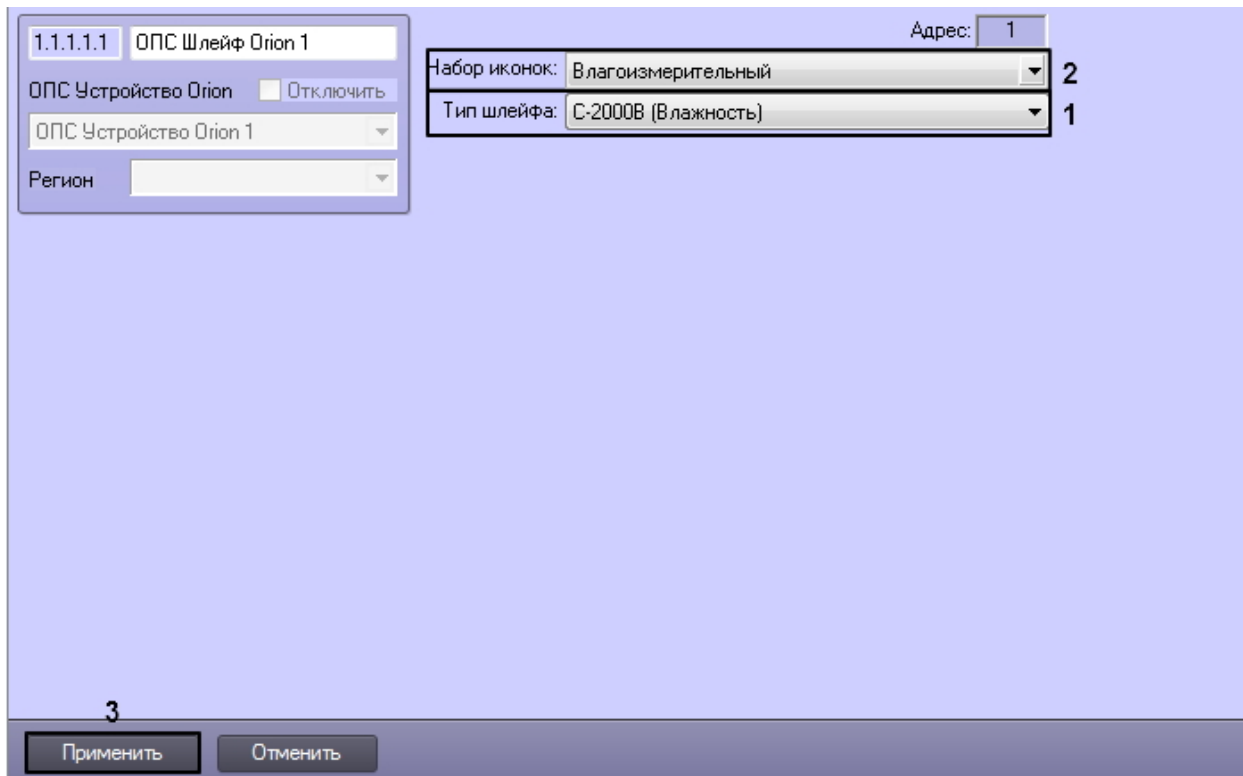 1.1.1.1.1 ОПС Шлейф Orion 1
ОПС Устройство Orion Отключить
ОПС Устройство Orion 1
Регион
Адрес: 1
Набор иконок: Влагоизмерительный 2
Тип шлейфа: С-2000В (Влажность) 1
3
Применить Отменить